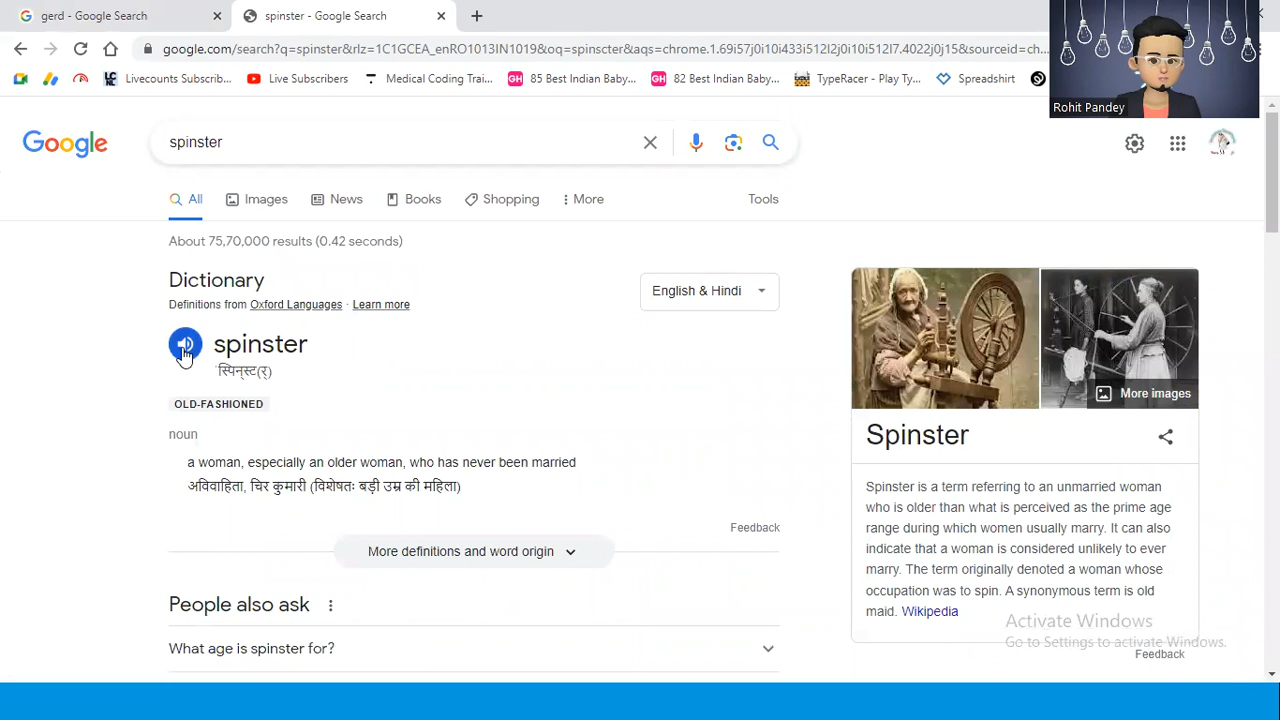 gerd - Google Search
spinster - Google Search
google.com/search?q=spinster&rlz=1C1GCEA_enRO1013IN1019&oq=spinscter&aqs=chrome.1.69i57j0i10i433i512l2j0i10i512l7.4022j0j15&sourceid=ch...
Livecounts Subscrib...
Live Subscribers
Medical Coding Trai...
85 Best Indian Baby...
82 Best Indian Baby...
TypeRacer - Play Ty...
Spreadshirt
Rohit Pandey
Google
spinster
All
Images
News
Books
Shopping
More
Tools
About 75,70,000 results (0.42 seconds)
Dictionary
Definitions from Oxford Languages · Learn more
English & Hindi
spinster
स्पिन्स्ट(र्)
OLD-FASHIONED
noun
a woman, especially an older woman, who has never been married
अविवाहिता, चिर कुमारी (विशेषतः बड़ी उम्र की महिला)
Feedback
More definitions and word origin
People also ask
What age is spinster for?
More images
Spinster
Spinster is a term referring to an unmarried woman
who is older than what is perceived as the prime age
range during which women usually marry. It can also
indicate that a woman is considered unlikely to ever
marry. The term originally denoted a woman whose
occupation was to spin. A synonymous term is old
maid. Wikipedia
Activate Windows
Go to Settings to activate Windows.
Feedback